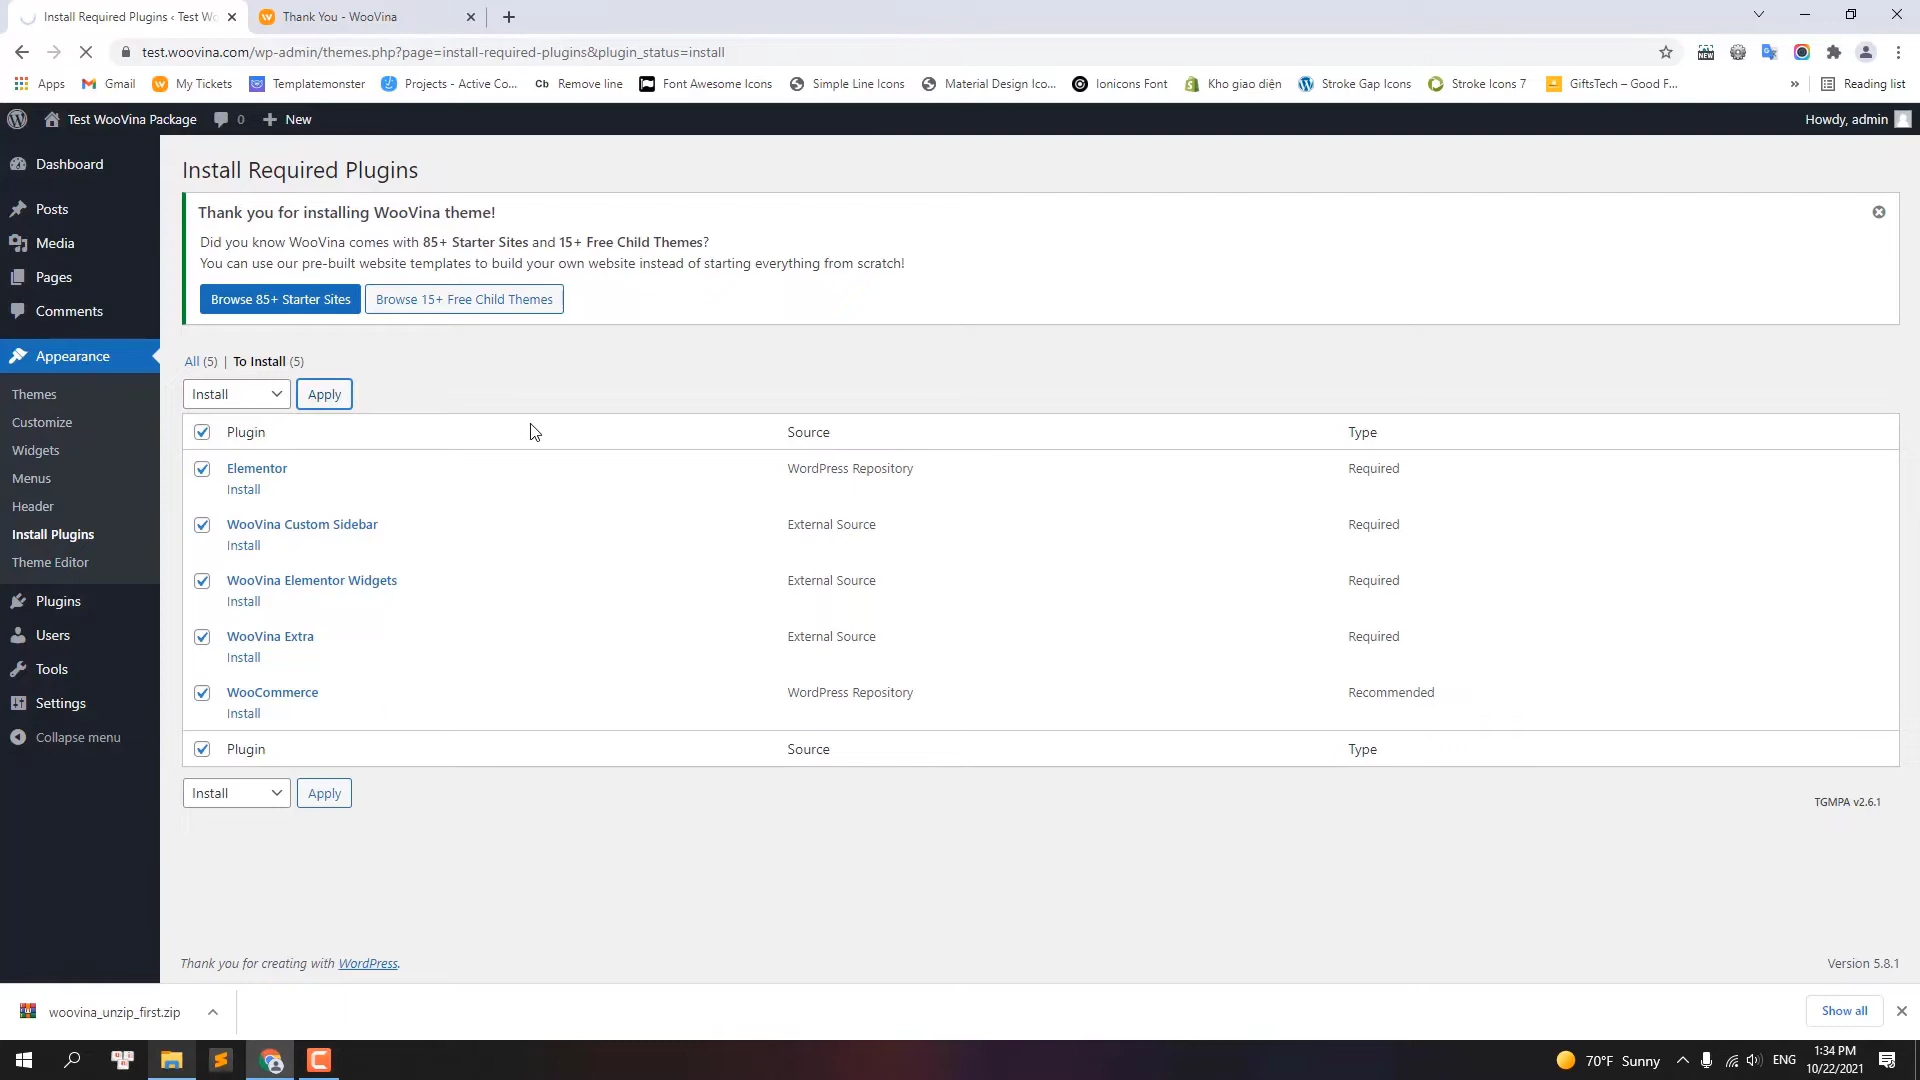 Install Required Plugins ‹ Test Wo
Thank You - WooVina
test.woovina.com/wp-admin/themes.php?page=install-required-plugins&plugin_status=install
Apps
Gmail
My Tickets
Templatemonster
Projects - Active Co...
Cb Remove line
Font Awesome Icons
Simple Line Icons
Material Design Ico...
Ionicons Font
Kho giao diện
Stroke Gap Icons
Stroke Icons 7
GiftsTech – Good F...
»
Reading list
Test WooVina Package
0
New
Howdy, admin
Dashboard
Posts
Media
Pages
Comments
Appearance
Themes
Customize
Widgets
Menus
Header
Install Plugins
Theme Editor
Plugins
Users
Tools
Settings
Collapse menu
Install Required Plugins
Thank you for installing WooVina theme!
Did you know WooVina comes with 85+ Starter Sites and 15+ Free Child Themes?
You can use our pre-built website templates to build your own website instead of starting everything from scratch!
Browse 85+ Starter Sites
Browse 15+ Free Child Themes
All (5) | To Install (5)
Install
Apply
Plugin Source Type
Elementor WordPress Repository Required
Install
WooVina Custom Sidebar External Source Required
Install
WooVina Elementor Widgets External Source Required
Install
WooVina Extra External Source Required
Install
WooCommerce WordPress Repository Recommended
Install
Plugin Source Type
Install
Apply
TGMPA v2.6.1
Thank you for creating with WordPress.
Version 5.8.1
woovina_unzip_first.zip
Show all
70°F Sunny
ENG
1:34 PM
10/22/2021